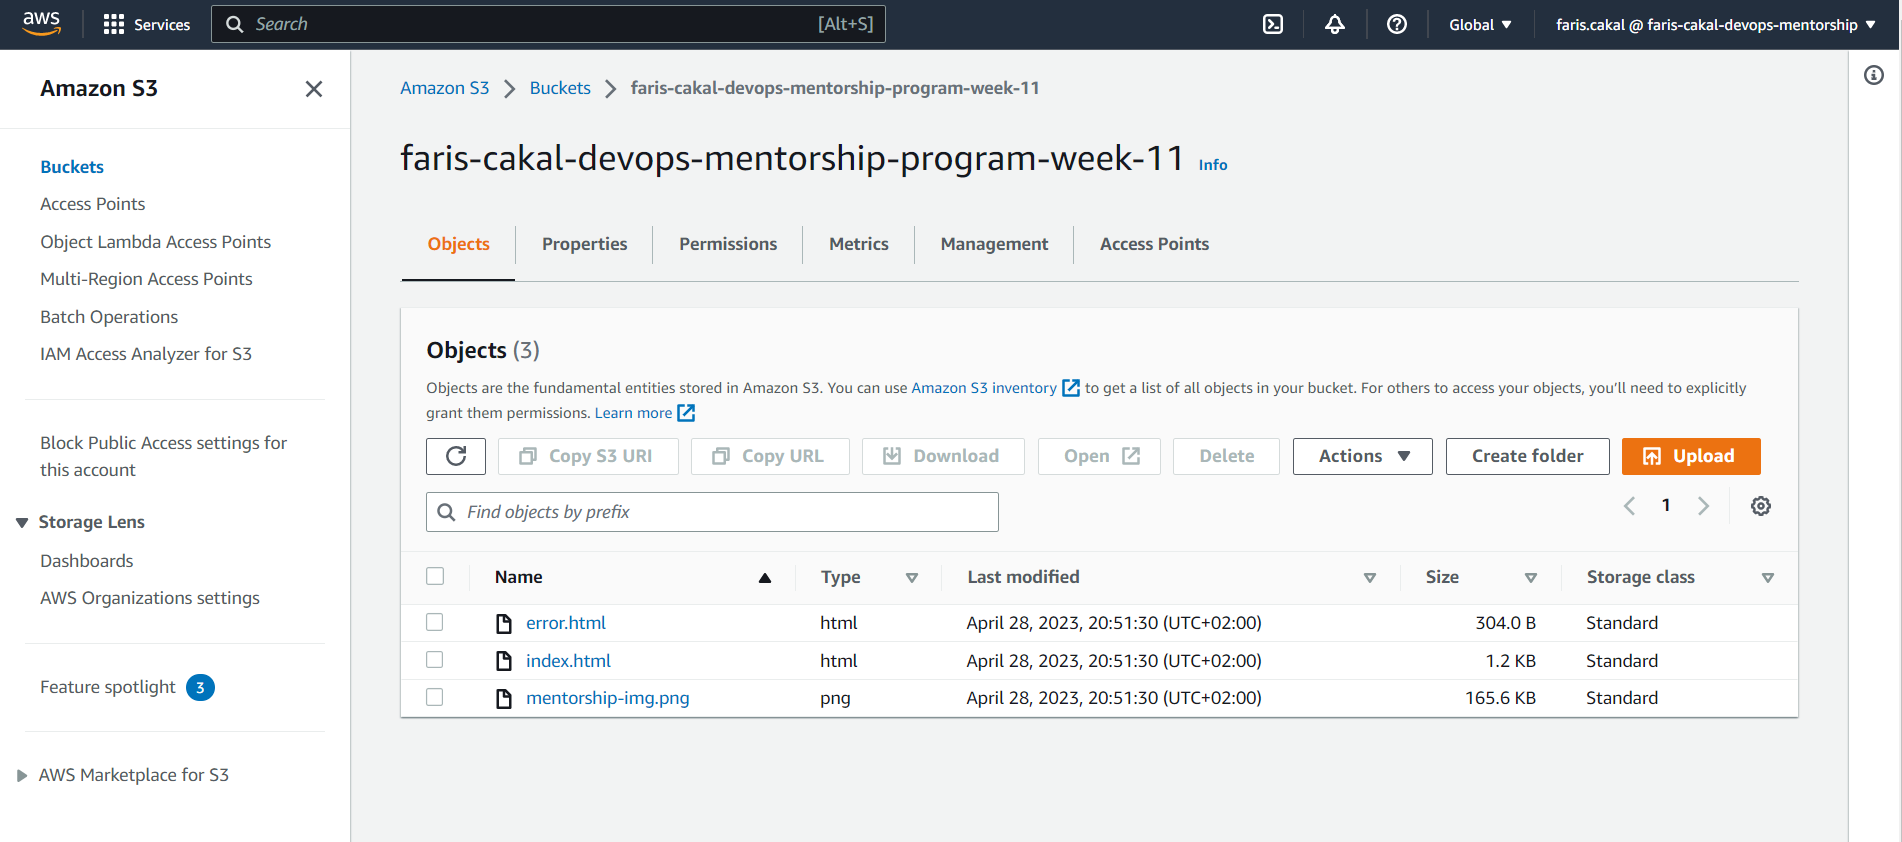 aws
Services
Search [Alt+S]
Global
faris.cakal @ faris-cakal-devops-mentorship
Amazon S3
Buckets
Access Points
Object Lambda Access Points
Multi-Region Access Points
Batch Operations
IAM Access Analyzer for S3
Block Public Access settings for
this account
Storage Lens
Dashboards
AWS Organizations settings
Feature spotlight 3
AWS Marketplace for S3
Amazon S3 Buckets faris-cakal-devops-mentorship-program-week-11
faris-cakal-devops-mentorship-program-week-11 Info
Objects Properties Permissions Metrics Management Access Points
Objects (3)
Objects are the fundamental entities stored in Amazon S3. You can use Amazon S3 inventory to get a list of all objects in your bucket. For others to access your objects, you'll need to explicitly
grant them permissions. Learn more
Copy S3 URI Copy URL Download Open Delete Actions Create folder Upload
Find objects by prefix
1
Name Type Last modified Size Storage class
error.html html April 28, 2023, 20:51:30 (UTC+02:00) 304.0 B Standard
index.html html April 28, 2023, 20:51:30 (UTC+02:00) 1.2 KB Standard
mentorship-img.png png April 28, 2023, 20:51:30 (UTC+02:00) 165.6 KB Standard